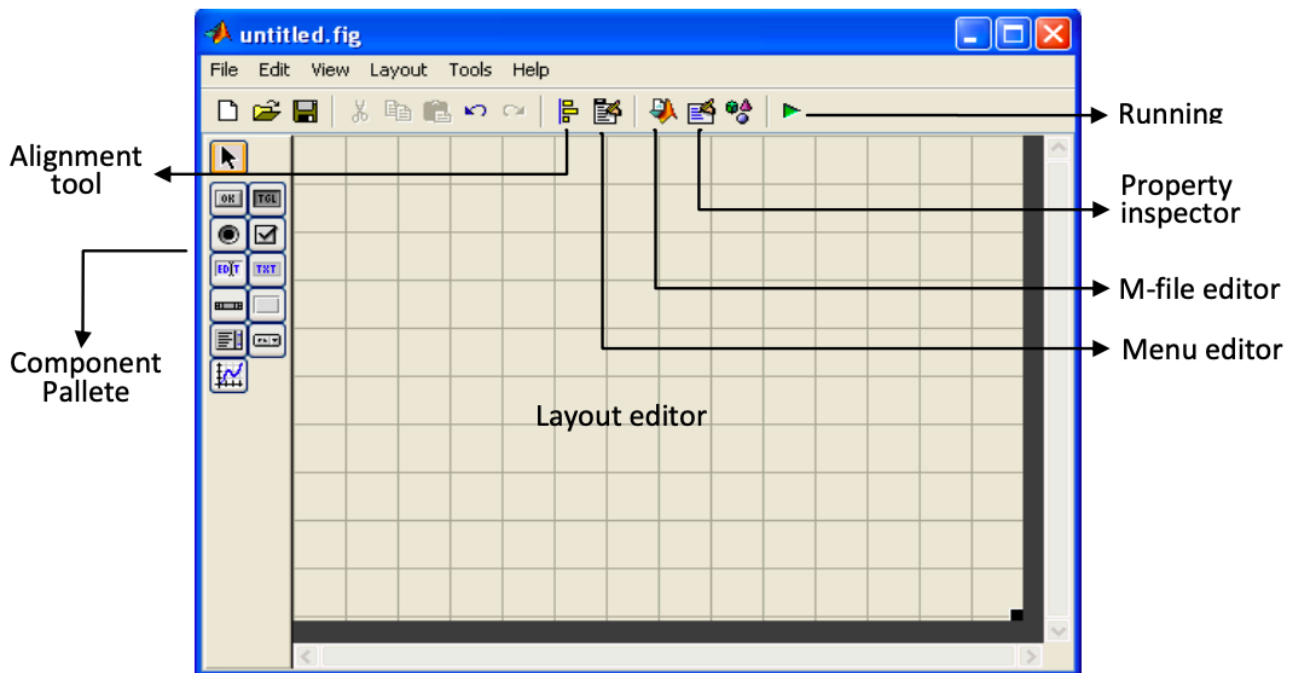 untitled.fig
File Edit View Layout Tools Help
Running
Alignment
tool
Property
inspector
OK TGL
EDIT TXT
M-file editor
Menu editor
Component
Pallete
Layout editor